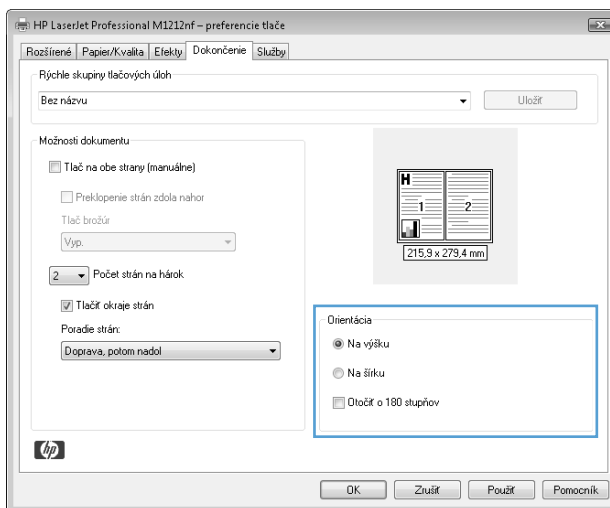 HP LaserJet Professional M1212nf – preferencie tlače
Rozšírené Papier/Kvalita Efekty Dokončenie Služby
Rýchle skupiny tlačových úloh
Bez názvu
Uložiť
Možnosti dokumentu
Tlač na obe strany (manuálne)
Preklopenie strán zdola nahor
Tlač brožúr
Vyp.
2 Počet strán na hárok
Tlačiť okraje strán
Poradie strán:
Doprava, potom nadol
H
1 2
215,9 x 279,4 mm
Orientácia
Na výšku
Na šírku
Otočiť o 180 stupňov
hp
OK Zrušiť Použiť Pomocník